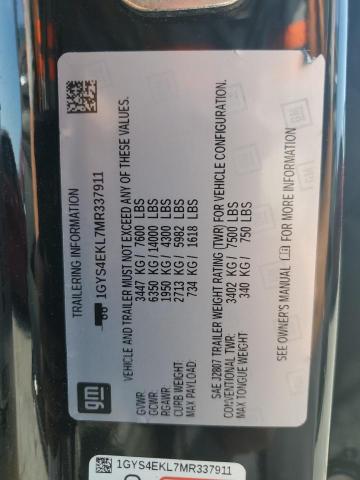 TRAILERING INFORMATION
1GYS4EKL7MR337911
gm
VEHICLE AND TRAILER MUST NOT EXCEED ANY OF THESE VALUES.
GVWR: 3447 KG / 7600 LBS
GCWR: 6350 KG / 14000 LBS
RGAWR: 1950 KG / 4300 LBS
CURB WEIGHT: 2713 KG / 5982 LBS
MAX PAYLOAD: 734 KG / 1618 LBS
SAE J2807 TRAILER WEIGHT RATING (TWR) FOR VEHICLE CONFIGURATION.
CONVENTIONAL TWR: 3402 KG / 7500 LBS
MAX TONGUE WEIGHT: 340 KG / 750 LBS
SEE OWNER'S MANUAL FOR MORE INFORMATION
1GYS4EKL7MR337911